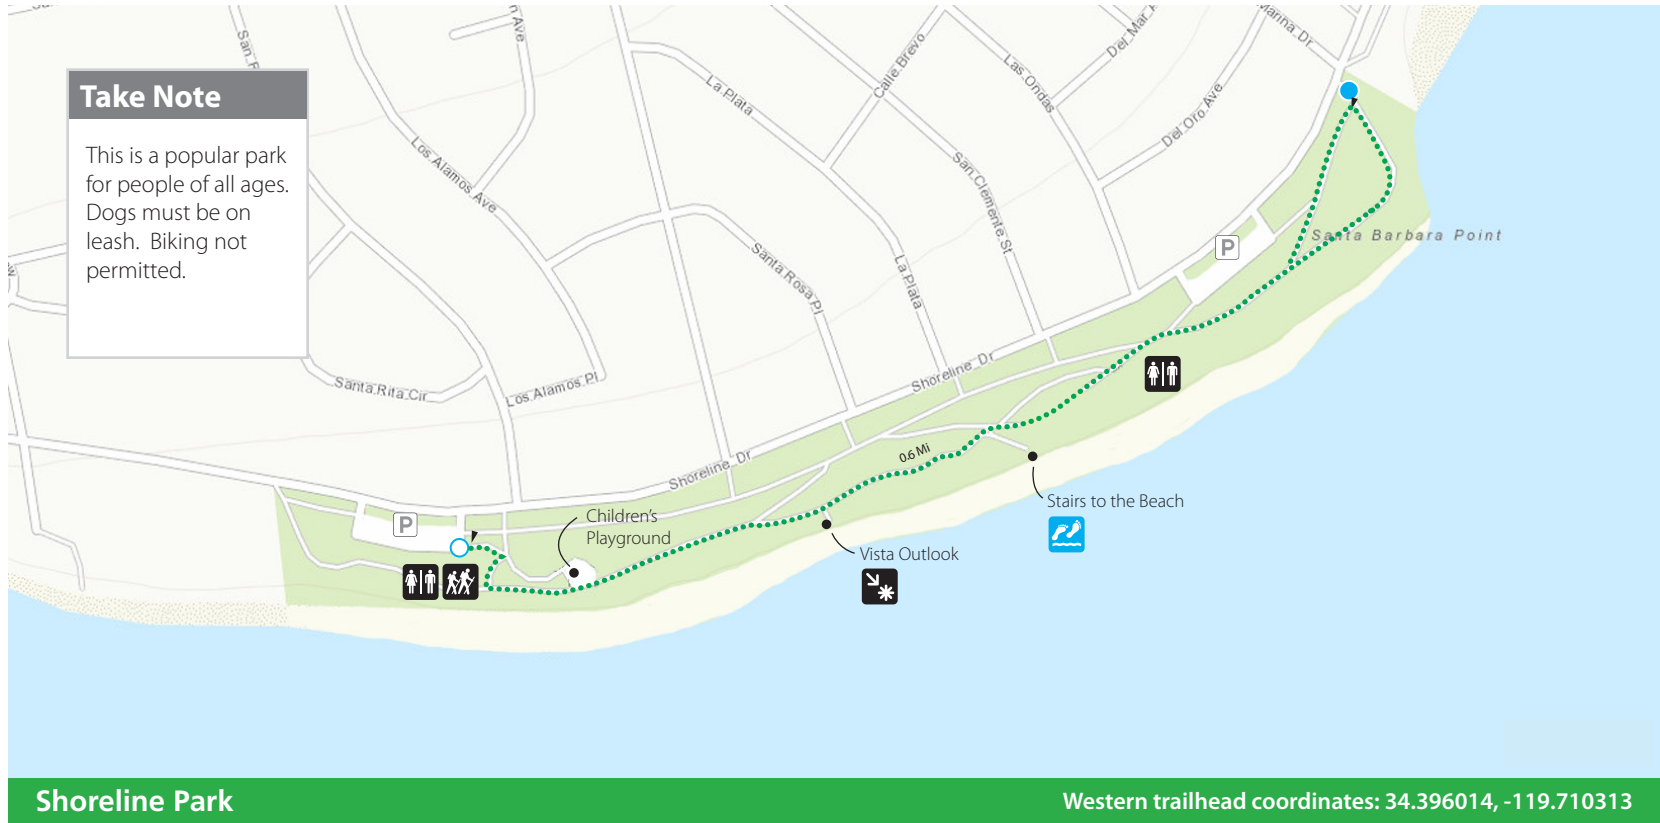 Take Note
This is a popular park
for people of all ages.
Dogs must be on
leash. Biking not
permitted.
Los Alamos Ave
La Plata
Calle Brevo
Las Ondas
Marina Dr
Del Oro Ave
San Clemente St
La Plata
Santa Rosa Pl
Santa Rita Cir
Los Alamos Pl
Shoreline Dr
Shoreline Dr
Santa Barbara Point
P
P
0.6 Mi
Children's
Playground
Stairs to the Beach
Vista Outlook
Shoreline Park
Western trailhead coordinates: 34.396014, -119.710313